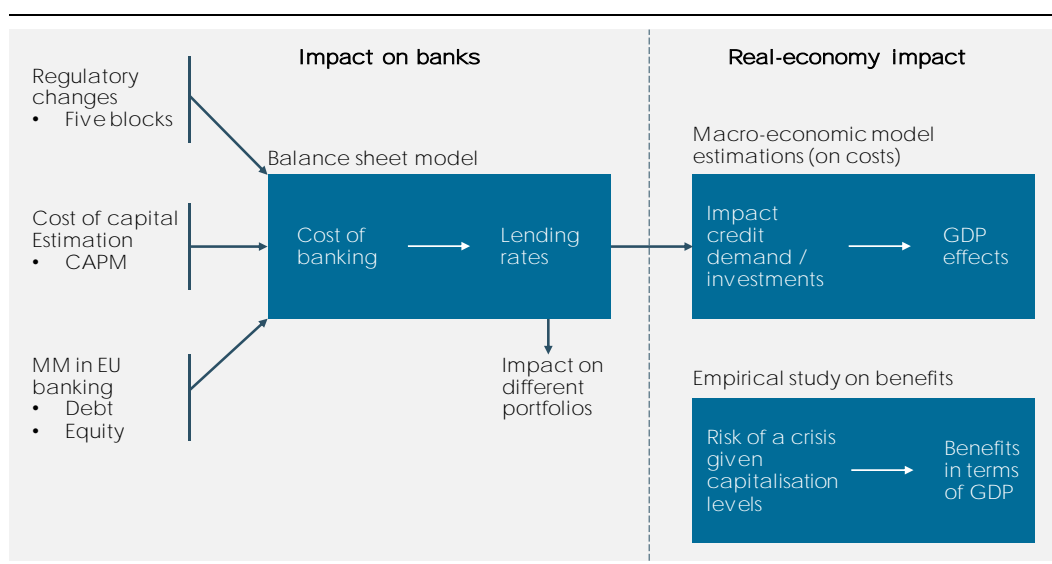 Impact on banks
Real-economy impact
Regulatory
changes
• Five blocks
Balance sheet model
Macro-economic model
estimations (on costs)
Cost of capital
Estimation
• CAPM
Cost of
banking
Lending
rates
Impact
credit
demand /
investments
GDP
effects
MM in EU
banking
• Debt
• Equity
Impact on
different
portfolios
Empirical study on benefits
Risk of a crisis
given
capitalisation
levels
Benefits
in terms
of GDP